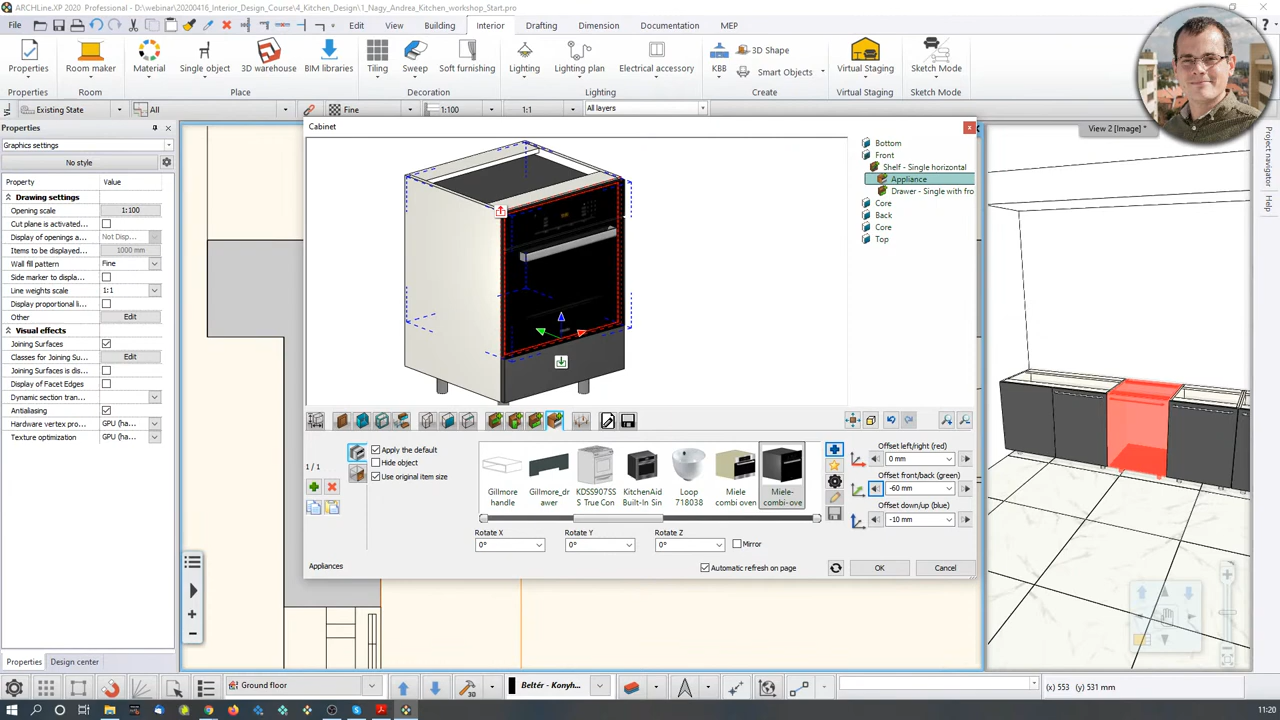 ARCHLine.XP 2020 Professional - C:\webinar\20200416_Interior_Design_Course\4_Kitchen_Design\1_Nagy_Andrea_Kitchen_workshop_Start.pro
File
Edit View Building Interior Drafting Dimension Documentation MEP
Properties Room maker Material Single object 3D warehouse BIM libraries Tiling Sweep Soft furnishing Lighting Lighting plan Electrical accessory KBB 3D Shape Smart Objects Virtual Staging Sketch Mode
Properties Room Place Decoration Lighting Create Virtual Staging Sketch Mode
Existing State All Fine 1:100 1:1 All layers
Properties
Graphics settings
No style
Property Value
Drawing settings
Opening scale 1:100
Cut plane is activated...
Display of openings a... Not Disp...
Items to be displayed... 1000 mm
Wall fill pattern Fine
Side marker to displa...
Line weights scale 1:1
Display proportional li...
Other Edit
Visual effects
Joining Surfaces
Classes for Joining Su... Edit
Joining Surfaces is dis...
Display of Facet Edges
Dynamic section tran...
Antialiasing
Hardware vertex pro... GPU (ha...
Texture optimization GPU (ha...
Properties Design center
Cabinet
Bottom
Front
Shelf - Single horizontal
Appliance
Drawer - Single with fro
Core
Back
Core
Top
View 2 [Image] *
Project navigator
1 / 1
Apply the default
Hide object
Use original item size
Gillmore handle
Gillmore_drawer
KDSS907SS S True Con
KitchenAid Built-In Sin
Loop 718038
Miele combi oven
Miele-combi-ove
Offset left/right (red)
0 mm
Offset front/back (green)
-60 mm
Offset down/up (blue)
-10 mm
Rotate X Rotate Y Rotate Z
0° 0° 0° Mirror
Appliances
Automatic refresh on page
OK Cancel
Ground floor
Beltér - Konyh...
(x) 553 (y) 531 mm
11:20